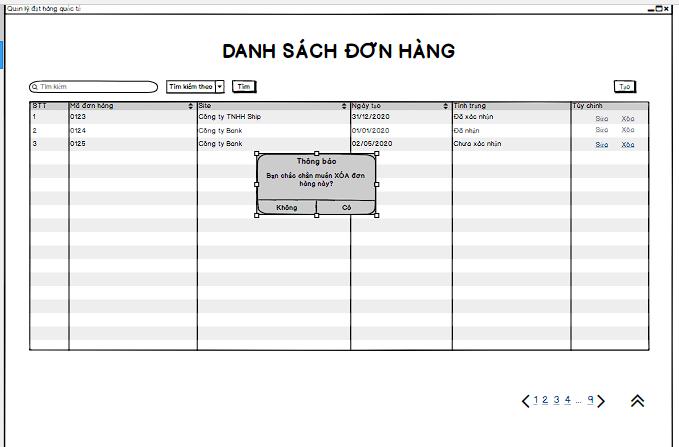 Quản lý đặt hàng quốc tế
DANH SÁCH ĐƠN HÀNG
Tìm kiếm
Tìm kiếm theo
Tìm
Tạo
STT Mã đơn hàng Site Ngày tạo Tình trạng Tùy chỉnh
1 0123 Công ty TNHH Ship 31/12/2020 Đã xác nhận Sửa Xóa
2 0124 Công ty Bank 01/01/2020 Đã nhận Sửa Xóa
3 0125 Công ty Bank 02/05/2020 Chưa xác nhận Sửa Xóa
Thông báo
Bạn chắc chắn muốn XÓA đơn
hàng này?
Không Có
1 2 3 4 ... 9